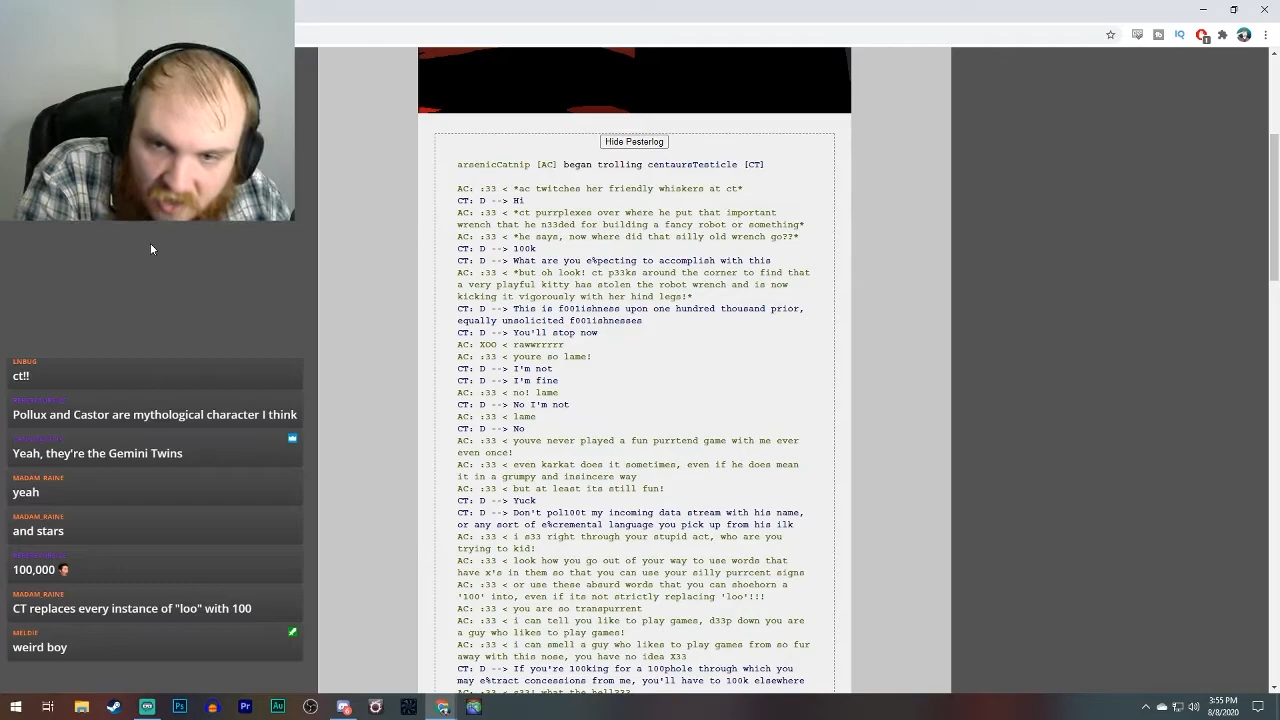 IQ
1
Hide Pesterlog
arsenicCatnip [AC] began trolling centaursTesticle [CT]
AC: :33 < *ac twitches her friendly whiskers at ct*
CT: D --> Hi
AC: :33 < *ct purrplexes over where he put that important
wrench that he n33ded for building a fancy robot or something*
AC: :33 < *he says, now where did that silly old wrench go??*
CT: D --> 100k
CT: D --> What are you e%pecting to accomplish with this
AC: :33 < *but oh look! ct p33ks around the corner to find that
a very playful kitty has stolen the robot wrench and is now
kicking it vigorously with her hind legs!*
CT: D --> This is f001ishness upon one hundred thousand prior,
equally unsolicited f001ishnesses
CT: D --> You'll stop now
AC: XOO < rawwrrrrr
AC: :33 < youre so lame!
CT: D --> I'm not
CT: D --> I'm fine
AC: :33 < no! lame
CT: D --> No I'm not
AC: :33 < lame
CT: D --> No
AC: :33 < youve never played a fun purrtend game with me ever
even once!
AC: :33 < even karkat does it sometimes, even if he does mean
it in a grumpy and insincere way
AC: :33 < but at least its still fun!
CT: D --> Yuck
CT: D --> Don't pol100t my incoming data stream with his name,
or any sort of e%cremental language you pick up from his ilk
AC: :33 < i s33 right through your stupid act, who are you
trying to kid!
AC: :33 < look how you go out of your way to use words that
have x's in them so that you can use your silly purrcent signs
AC: :33 < or use these absurd words that you can shoehorn a
'100' into, even if its not strictly replacing 'loo'!!!
AC: :33 < you are so transpurrent
AC: :33 < i can tell you like to play games, d33p down you are
a guy who likes to play games!
AC: :33 < i can smell a guy who likes to play games from so fur
away with this nose, you have no idea X33
CT: D --> If you're 100king for a 100phole through which you
may e%tract concessions from me, you'll have to 100k elsewhere
AC: :33 < s33! what the hell???
LNBUG
ct!!
Pollux and Castor are mythological character I think
Yeah, they're the Gemini Twins
MADAM_RAINE
yeah
MADAM_RAINE
and stars
100,000
MADAM_RAINE
CT replaces every instance of "loo" with 100
MELDIE
weird boy
Ps
Pr
Au
3:55 PM
8/8/2020